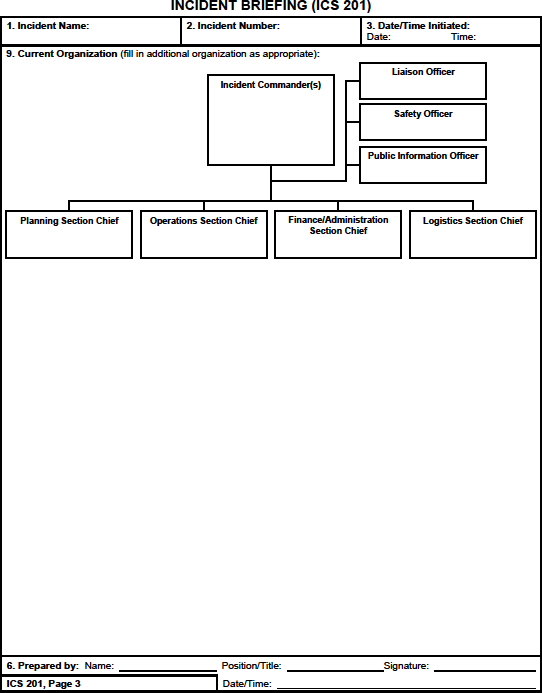 INCIDENT BRIEFING (ICS 201)
1. Incident Name:
2. Incident Number:
3. Date/Time Initiated:
Date: Time:
9. Current Organization (fill in additional organization as appropriate):
Incident Commander(s)
Liaison Officer
Safety Officer
Public Information Officer
Planning Section Chief
Operations Section Chief
Finance/Administration
Section Chief
Logistics Section Chief
6. Prepared by: Name: Position/Title: Signature:
ICS 201, Page 3
Date/Time: